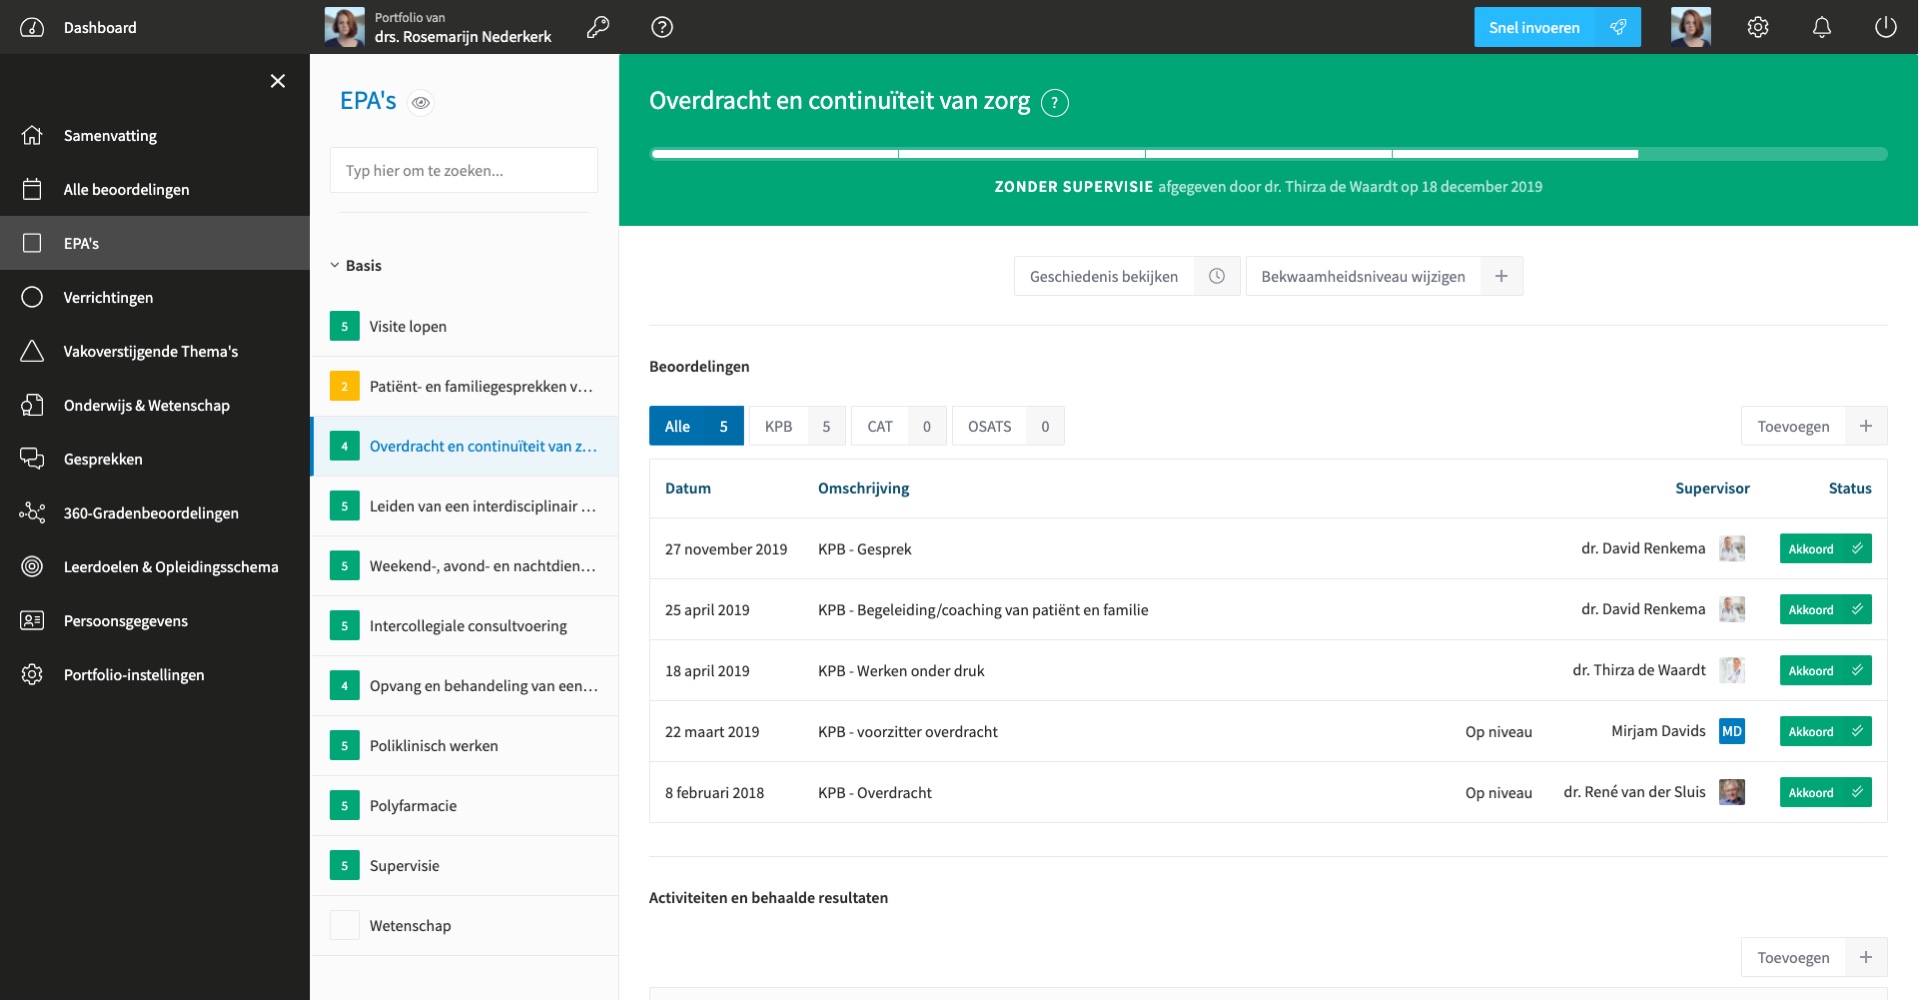 Dashboard
Portfolio van
drs. Rosemarijn Nederkerk
?
Snel invoeren
Samenvatting
Alle beoordelingen
EPA's
Verrichtingen
Vakoverstijgende Thema's
Onderwijs & Wetenschap
Gesprekken
360-Gradenbeoordelingen
Leerdoelen & Opleidingsschema
Persoonsgegevens
Portfolio-instellingen
EPA's
Typ hier om te zoeken...
Basis
5 Visite lopen
2 Patiënt- en familiegesprekken v...
4 Overdracht en continuïteit van z...
5 Leiden van een interdisciplinair ...
5 Weekend-, avond- en nachtdien...
5 Intercollegiale consultvoering
4 Opvang en behandeling van een...
5 Poliklinisch werken
5 Polyfarmacie
5 Supervisie
Wetenschap
Overdracht en continuïteit van zorg ?
ZONDER SUPERVISIE afgegeven door dr. Thirza de Waardt op 18 december 2019
Geschiedenis bekijken Bekwaamheidsniveau wijzigen +
Beoordelingen
Alle 5 KPB 5 CAT 0 OSATS 0 Toevoegen +
Datum Omschrijving Supervisor Status
27 november 2019 KPB - Gesprek dr. David Renkema Akkoord
25 april 2019 KPB - Begeleiding/coaching van patiënt en familie dr. David Renkema Akkoord
18 april 2019 KPB - Werken onder druk dr. Thirza de Waardt Akkoord
22 maart 2019 KPB - voorzitter overdracht Op niveau Mirjam Davids MD Akkoord
8 februari 2018 KPB - Overdracht Op niveau dr. René van der Sluis Akkoord
Activiteiten en behaalde resultaten
Toevoegen +